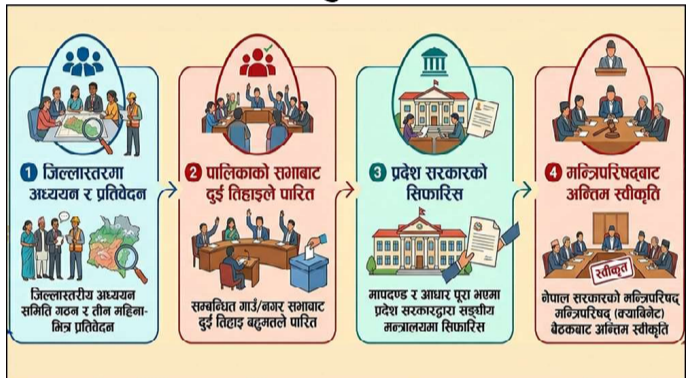 1 जिल्लास्तरमा
अध्ययन र प्रतिवेदन
जिल्लास्तरीय अध्ययन
समिति गठन र तीन महिना-
भित्र प्रतिवेदन
2 पालिकाको सभाबाट
दुई तिहाइले पारित
सम्बन्धित गाउँ/नगर सभाबाट
दुई तिहाइ बहुमतले पारित
3 प्रदेश सरकारको
सिफारिस
मापदण्ड र आधार पूरा भएमा
प्रदेश सरकारद्वारा सङ्घीय
मन्त्रालयमा सिफारिस
4 मन्त्रिपरिषद्बाट
अन्तिम स्वीकृति
स्वीकृत
नेपाल सरकारको मन्त्रिपरिषद्
मन्त्रिपरिषद् (क्याबिनेट)
बैठकबाट अन्तिम स्वीकृति